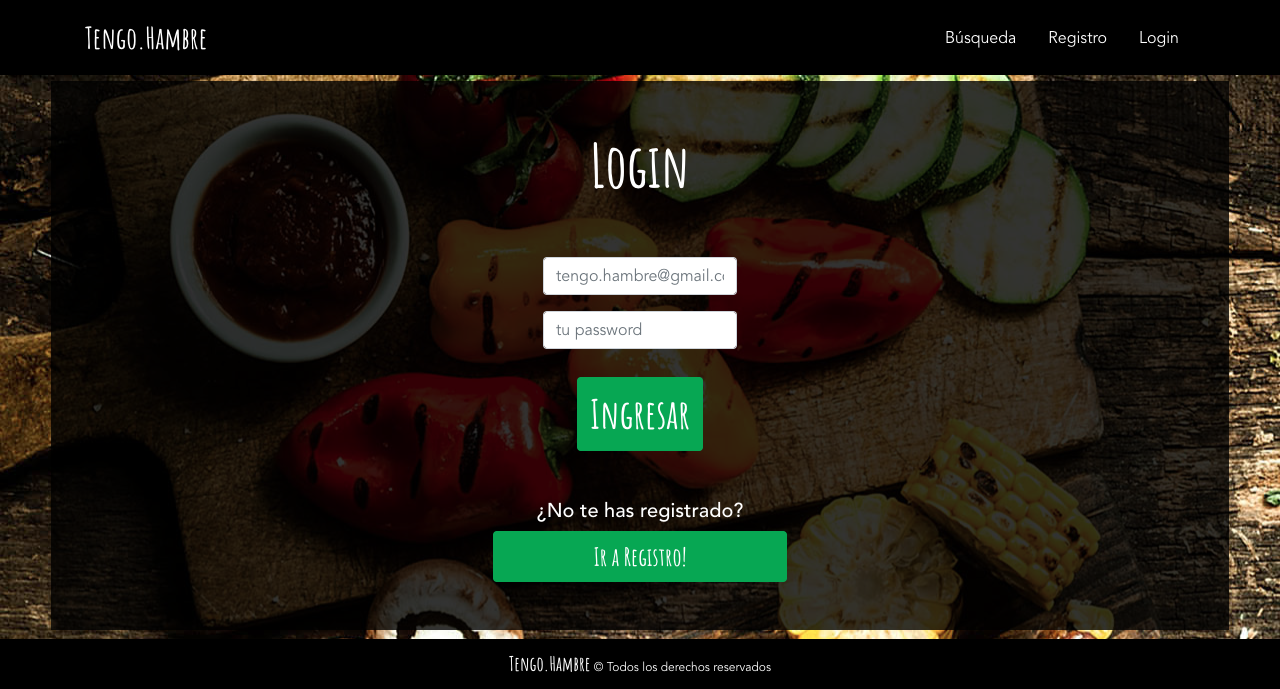 Tengo.Hambre
Búsqueda Registro Login
Login
tengo.hambre@gmail.c
tu password
Ingresar
¿No te has registrado?
Ir a Registro!
Tengo.Hambre © Todos los derechos reservados